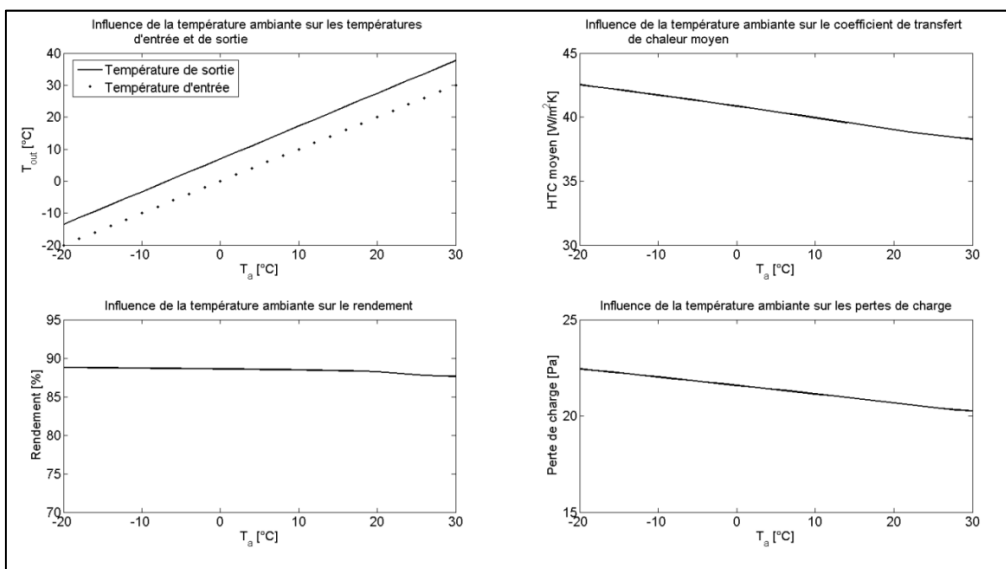 Influence de la température ambiante sur les températures
d'entrée et de sortie
40
30
20
10
0
-10
-20
T_out [°C]
Température de sortie
Température d'entrée
-20 -10 0 10 20 30
T_a [°C]
Influence de la température ambiante sur le coefficient de transfert
de chaleur moyen
45
40
35
30
HTC moyen [W/m²K]
-20 -10 0 10 20 30
T_a [°C]
Influence de la température ambiante sur le rendement
95
90
85
80
75
70
Rendement [%]
-20 -10 0 10 20 30
T_a [°C]
Influence de la température ambiante sur les pertes de charge
25
20
15
Perte de charge [Pa]
-20 -10 0 10 20 30
T_a [°C]